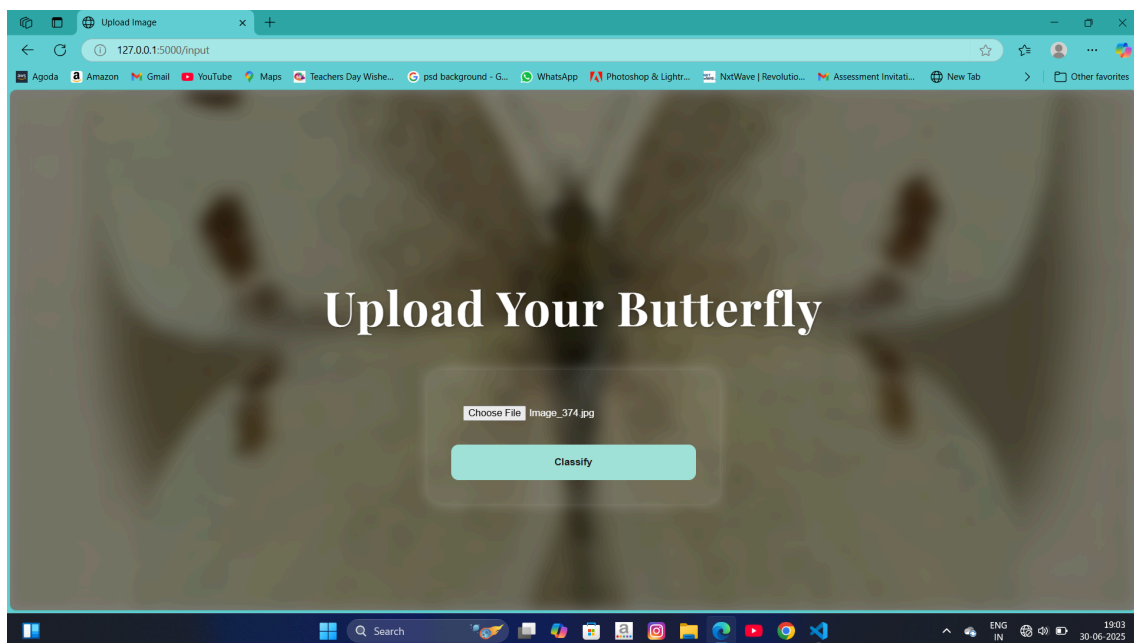 Upload Image
127.0.0.1:5000/input
Agoda
Amazon
Gmail
YouTube
Maps
Teachers Day Wishe...
psd background - G...
WhatsApp
Photoshop & Lightr...
NxtWave | Revolutio...
Assessment Invitati...
New Tab
Other favorites
Upload Your Butterfly
Choose File Image_374.jpg
Classify
Search
ENG
IN
19:03
30-06-2025